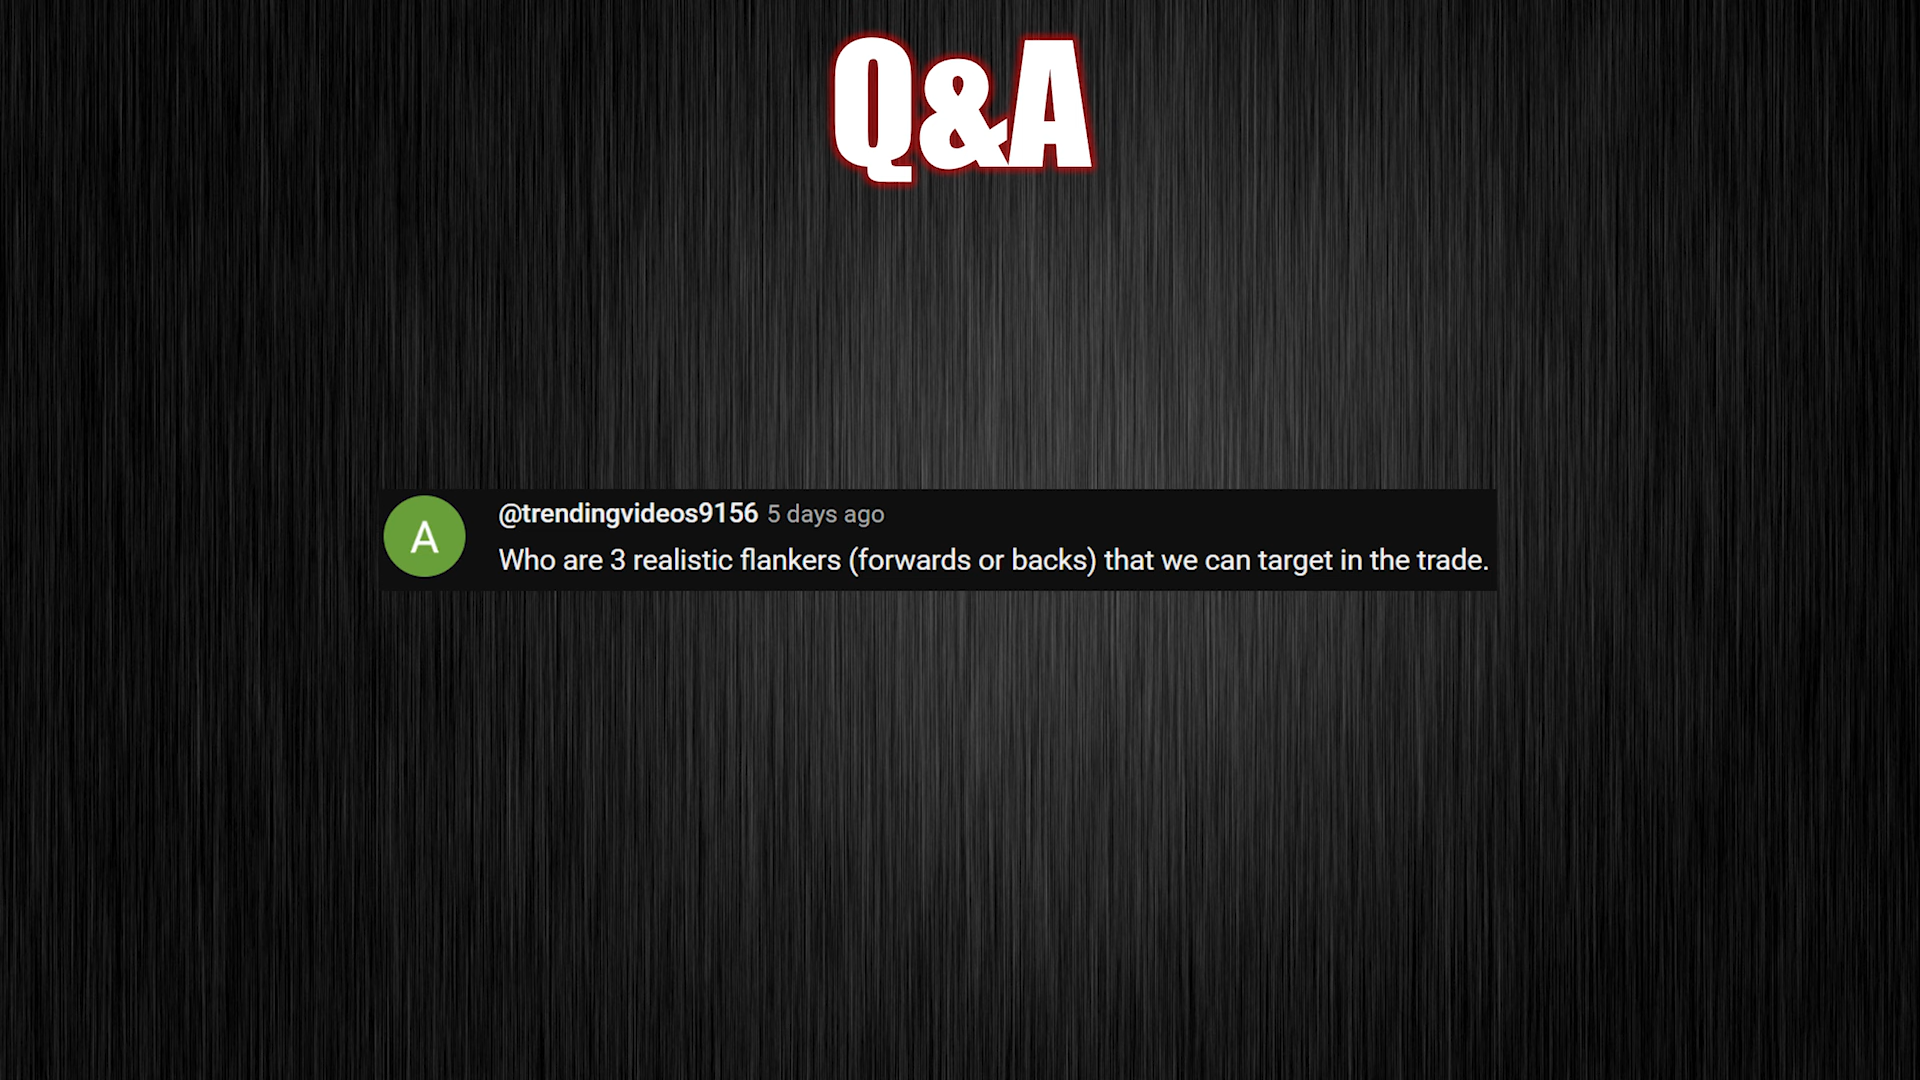 Q&A
A
@trendingvideos9156 5 days ago
Who are 3 realistic flankers (forwards or backs) that we can target in the trade.